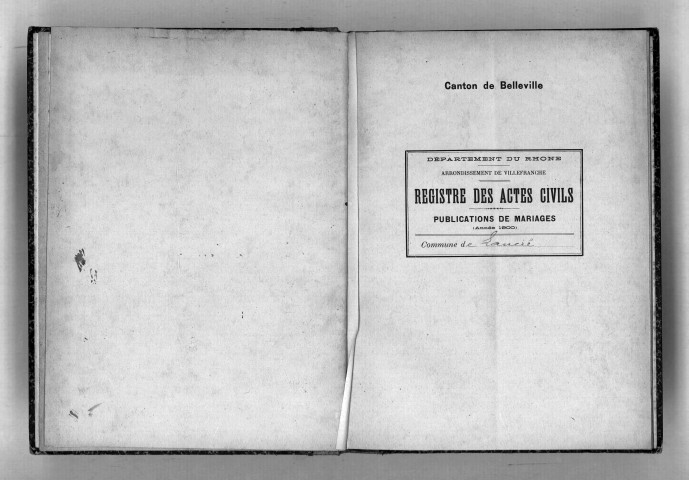 Canton de Belleville
DÉPARTEMENT DU RHONE
ARRONDISSEMENT DE VILLEFRANCHE
REGISTRE DES ACTES CIVILS
PUBLICATIONS DE MARIAGES
(Année 1900)
Commune de Lancié